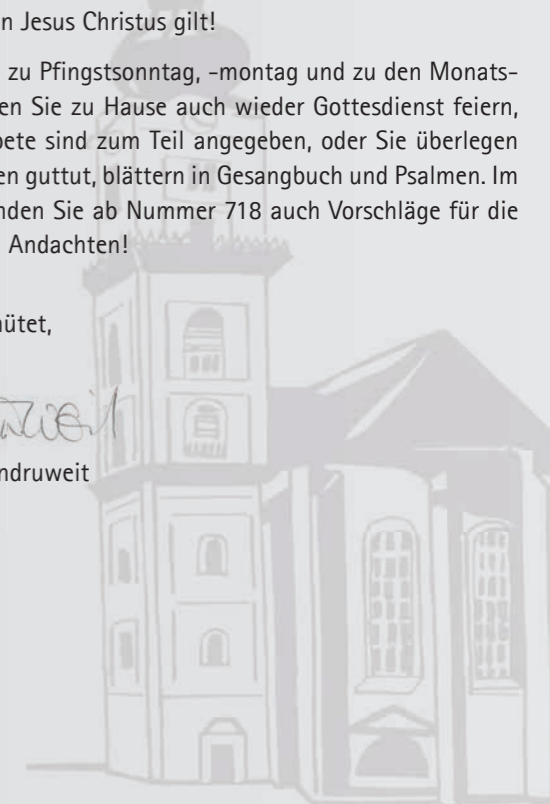 n Jesus Christus gilt!
zu Pfingstsonntag, -montag und zu den Monats-
en Sie zu Hause auch wieder Gottesdienst feiern,
bete sind zum Teil angegeben, oder Sie überlegen
en guttut, blättern in Gesangbuch und Psalmen. Im
nden Sie ab Nummer 718 auch Vorschläge für die
Andachten!
hütet,
ndruweit